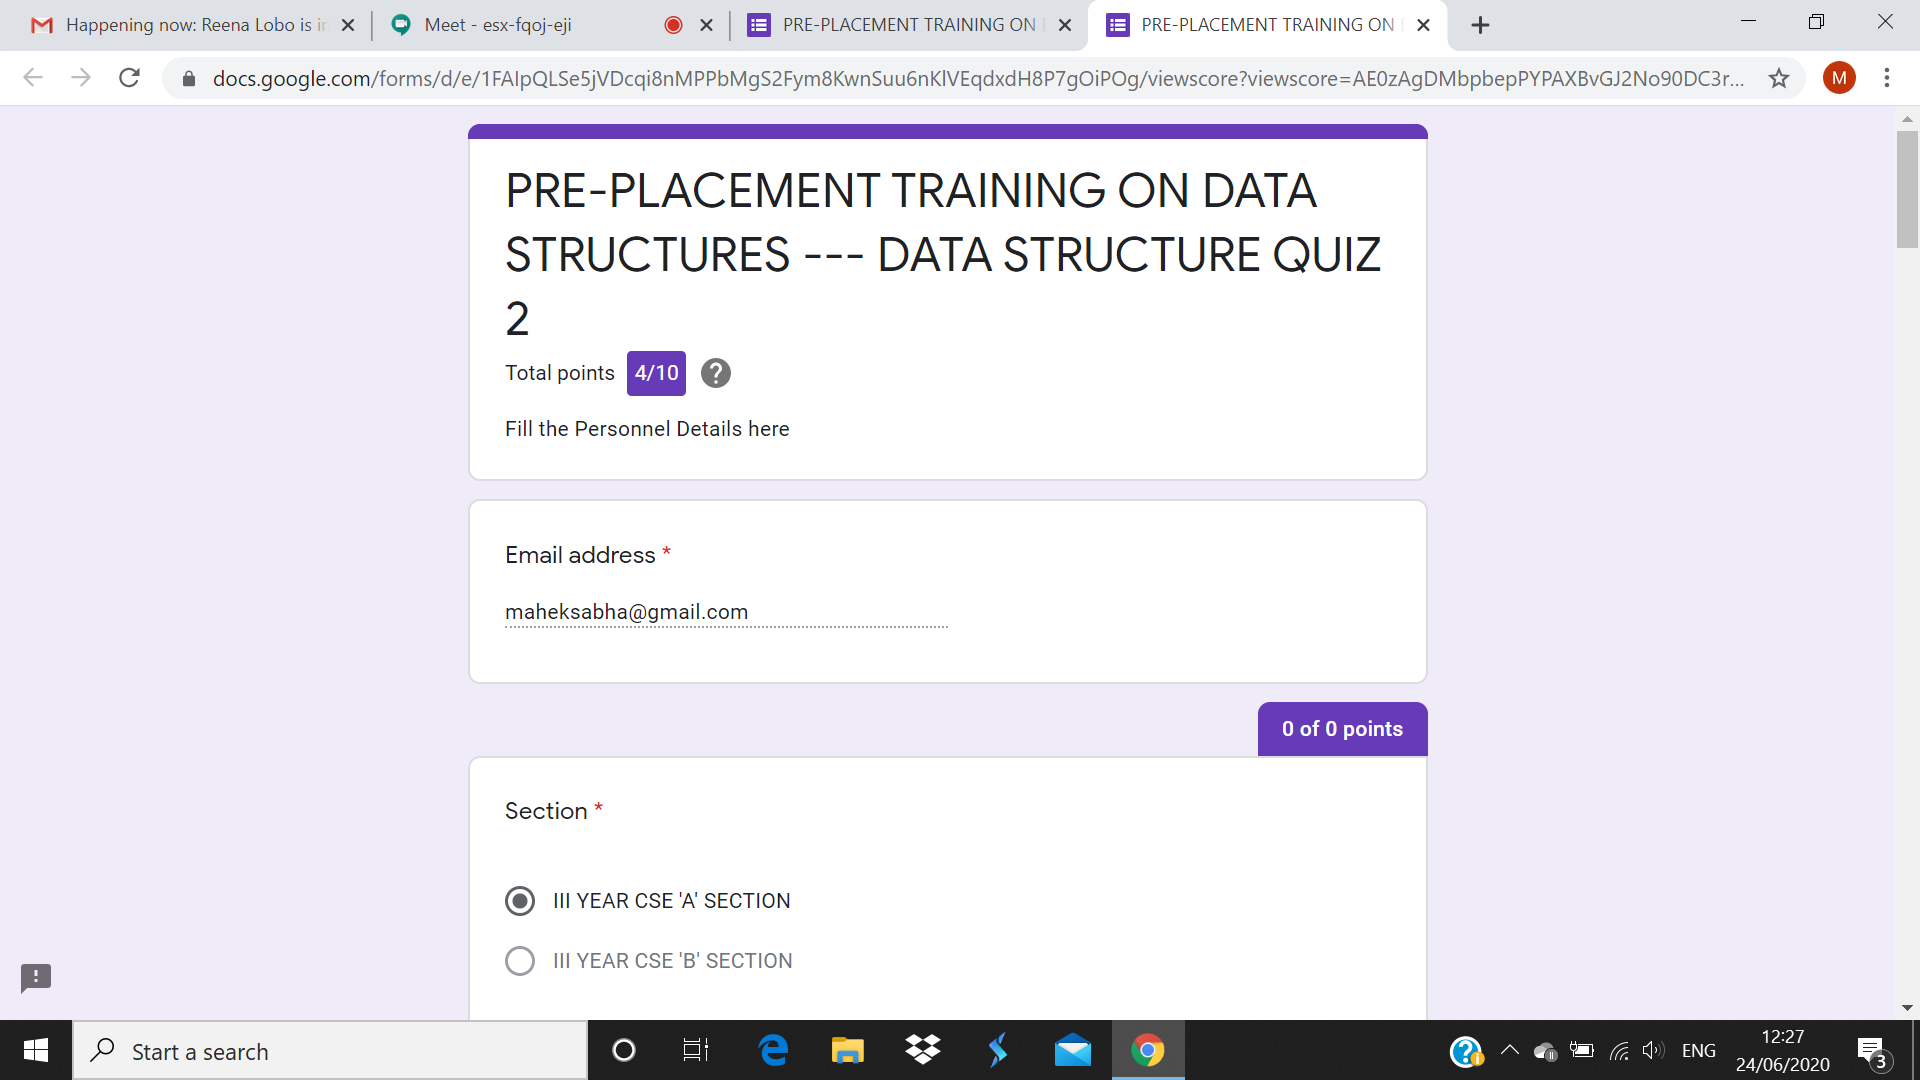 Happening now: Reena Lobo is in
Meet - esx-fqoj-eji
PRE-PLACEMENT TRAINING ON
PRE-PLACEMENT TRAINING ON
docs.google.com/forms/d/e/1FAIpQLSe5jVDcqi8nMPPbMgS2Fym8KwnSuu6nKlVEqdxdH8P7gOiPOg/viewscore?viewscore=AE0zAgDMbpbepPYPAXBvGJ2No90DC3r...
M
PRE-PLACEMENT TRAINING ON DATA
STRUCTURES --- DATA STRUCTURE QUIZ
2
Total points 4/10 ?
Fill the Personnel Details here
Email address *
maheksabha@gmail.com
0 of 0 points
Section *
III YEAR CSE 'A' SECTION
III YEAR CSE 'B' SECTION
Start a search
ENG
12:27
24/06/2020
3